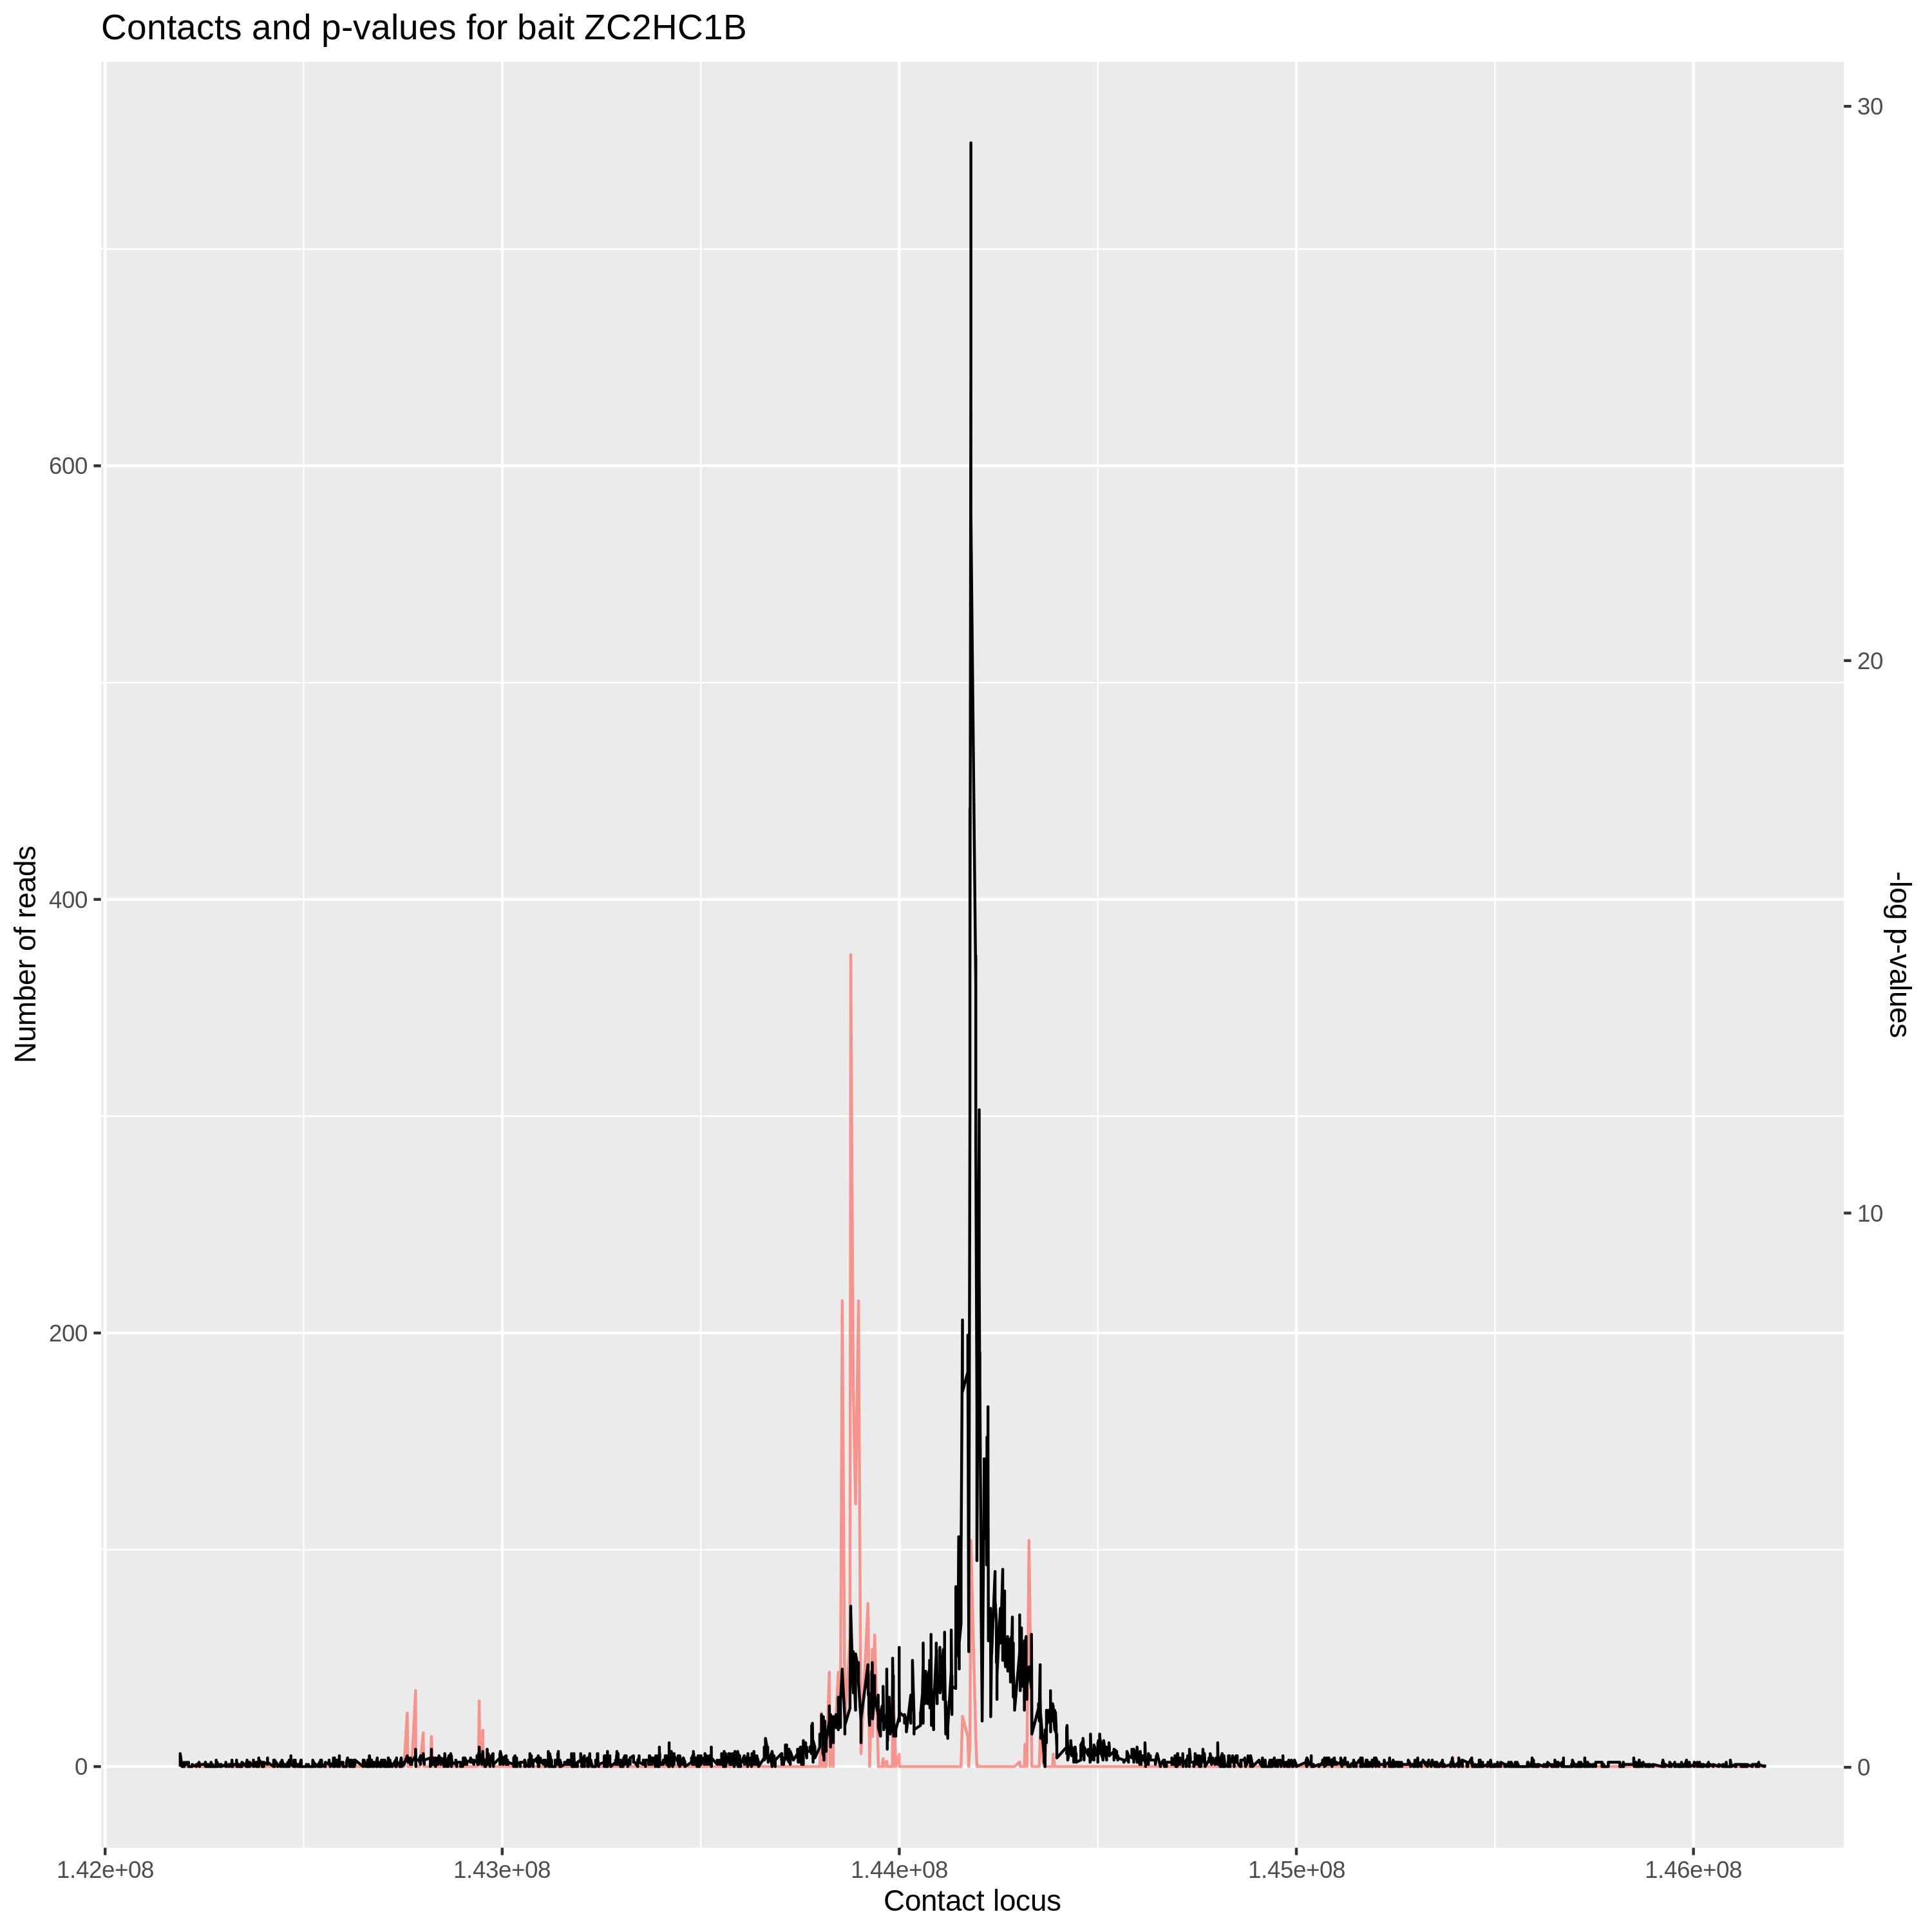 Contacts and p-values for bait ZC2HC1B
Number of reads
600
400
200
0
30
20
10
0
-log p-values
1.42e+08 1.43e+08 1.44e+08 1.45e+08 1.46e+08
Contact locus